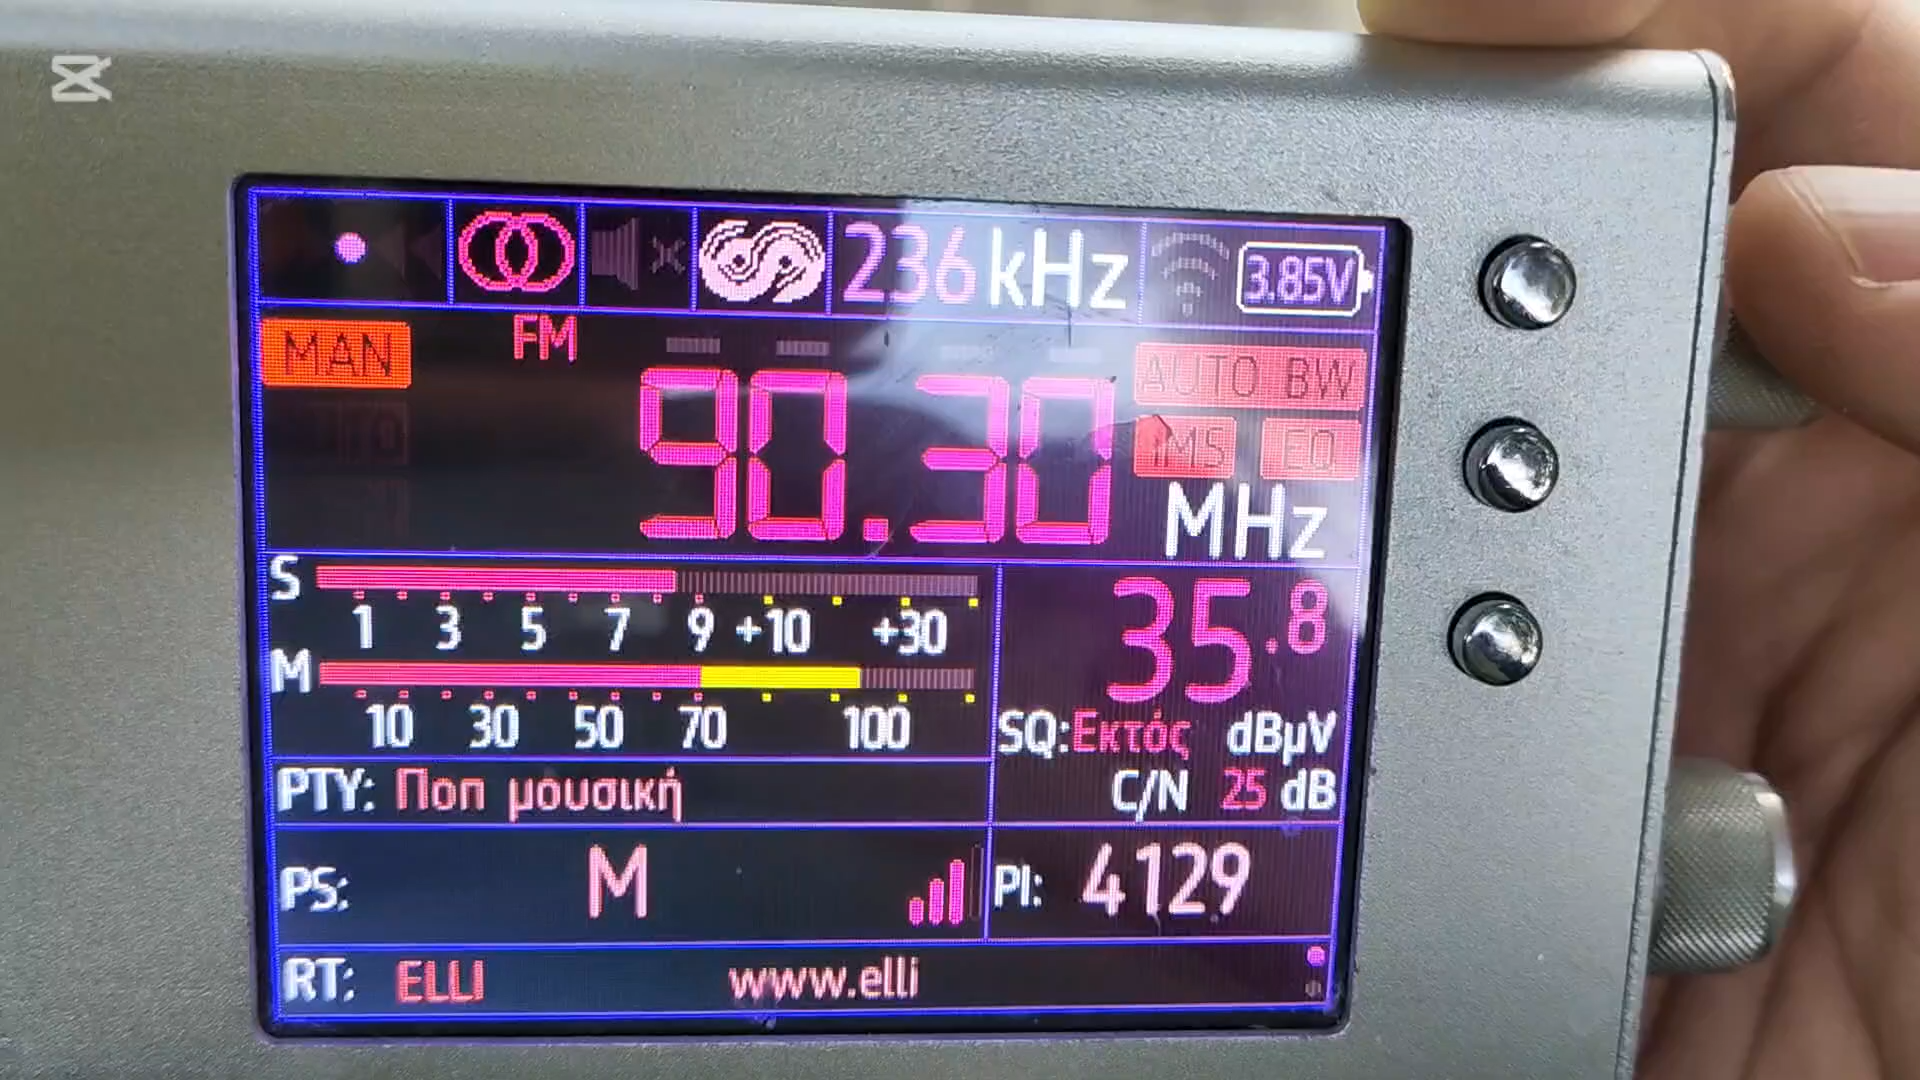 236 kHz 3.85V
MAN FM AUTO BW
90.30 iMS EQ
MHz
S
1 3 5 7 9 +10 +30
35.8
M
10 30 50 70 100
SQ: Εκτός dBµV
C/N 25 dB
PTY: Ποπ μουσική
PS: M PI: 4129
RT: ELLI www.elli